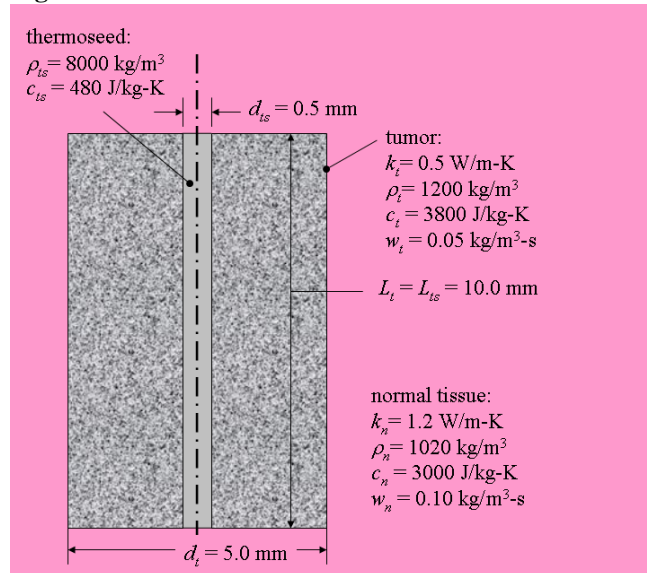 thermoseed:
ρts= 8000 kg/m³
cts = 480 J/kg-K
dts = 0.5 mm
tumor:
kt= 0.5 W/m-K
ρt= 1200 kg/m³
ct = 3800 J/kg-K
wt = 0.05 kg/m³-s
Lt = Lts = 10.0 mm
normal tissue:
kn= 1.2 W/m-K
ρn= 1020 kg/m³
cn = 3000 J/kg-K
wn = 0.10 kg/m³-s
dt = 5.0 mm